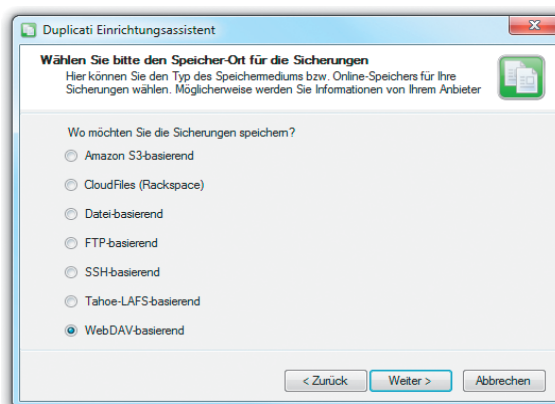 Duplicati Einrichtungsassistent
Wählen Sie bitte den Speicher-Ort für die Sicherungen
Hier können Sie den Typ des Speichermediums bzw. Online-Speichers für Ihre
Sicherungen wählen. Möglicherweise werden Sie Informationen von Ihrem Anbieter
Wo möchten Sie die Sicherungen speichern?
Amazon S3-basierend
CloudFiles (Rackspace)
Datei-basierend
FTP-basierend
SSH-basierend
Tahoe-LAFS-basierend
WebDAV-basierend
< Zurück
Weiter >
Abbrechen